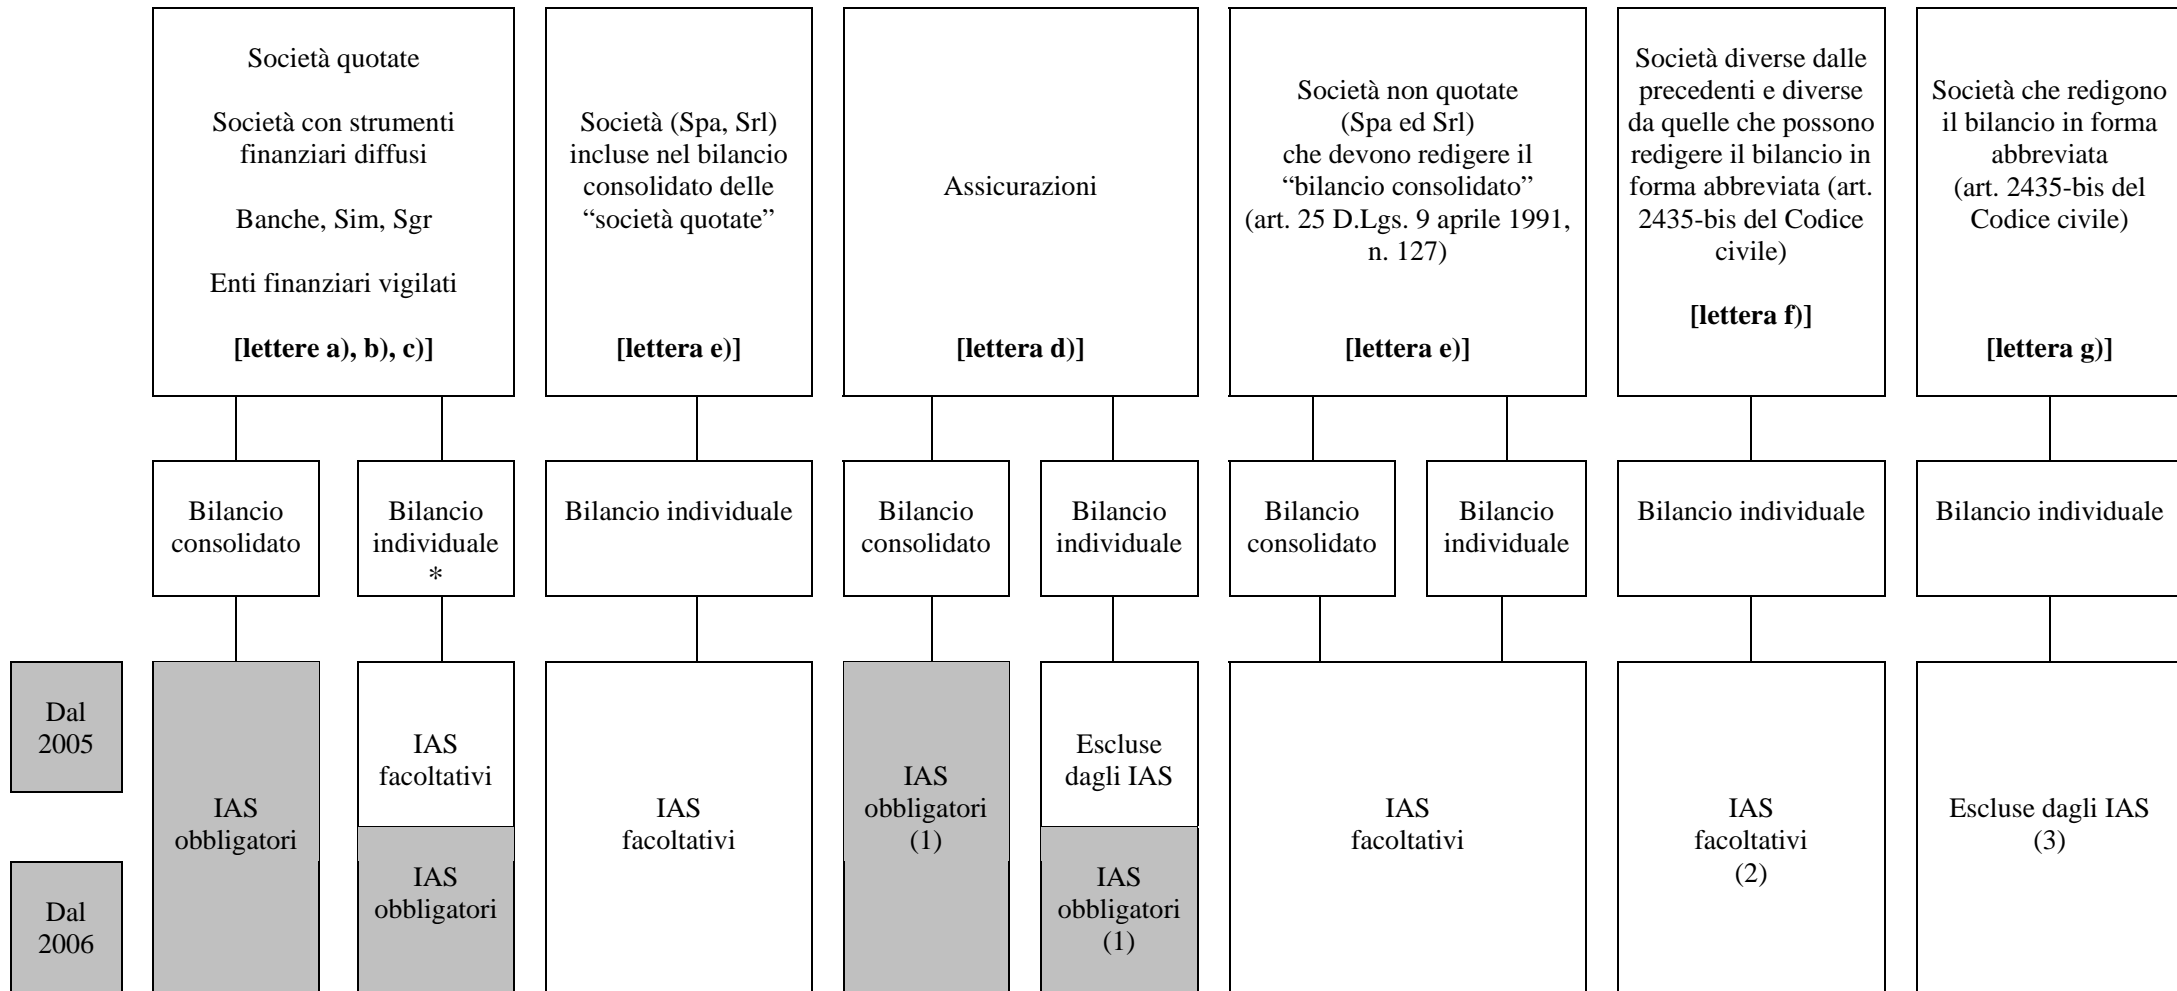 Società quotate
Società con strumenti
finanziari diffusi
Banche, Sim, Sgr
Enti finanziari vigilati
[lettere a), b), c)]
Società (Spa, Srl)
incluse nel bilancio
consolidato delle
“società quotate”
[lettera e)]
Assicurazioni
[lettera d)]
Società non quotate
(Spa ed Srl)
che devono redigere il
“bilancio consolidato”
(art. 25 D.Lgs. 9 aprile 1991,
n. 127)
[lettera e)]
Società diverse dalle
precedenti e diverse
da quelle che possono
redigere il bilancio in
forma abbreviata (art.
2435-bis del Codice
civile)
[lettera f)]
Società che redigono
il bilancio in forma
abbreviata
(art. 2435-bis del
Codice civile)
[lettera g)]
Bilancio
consolidato
Bilancio
individuale
*
Bilancio individuale
Bilancio
consolidato
Bilancio
individuale
Bilancio
consolidato
Bilancio
individuale
Bilancio individuale
Bilancio individuale
Dal
2005
Dal
2006
IAS
obbligatori
IAS
facoltativi
IAS
obbligatori
IAS
facoltativi
IAS
obbligatori
(1)
Escluse
dagli IAS
IAS
obbligatori
(1)
IAS
facoltativi
IAS
facoltativi
(2)
Escluse dagli IAS
(3)